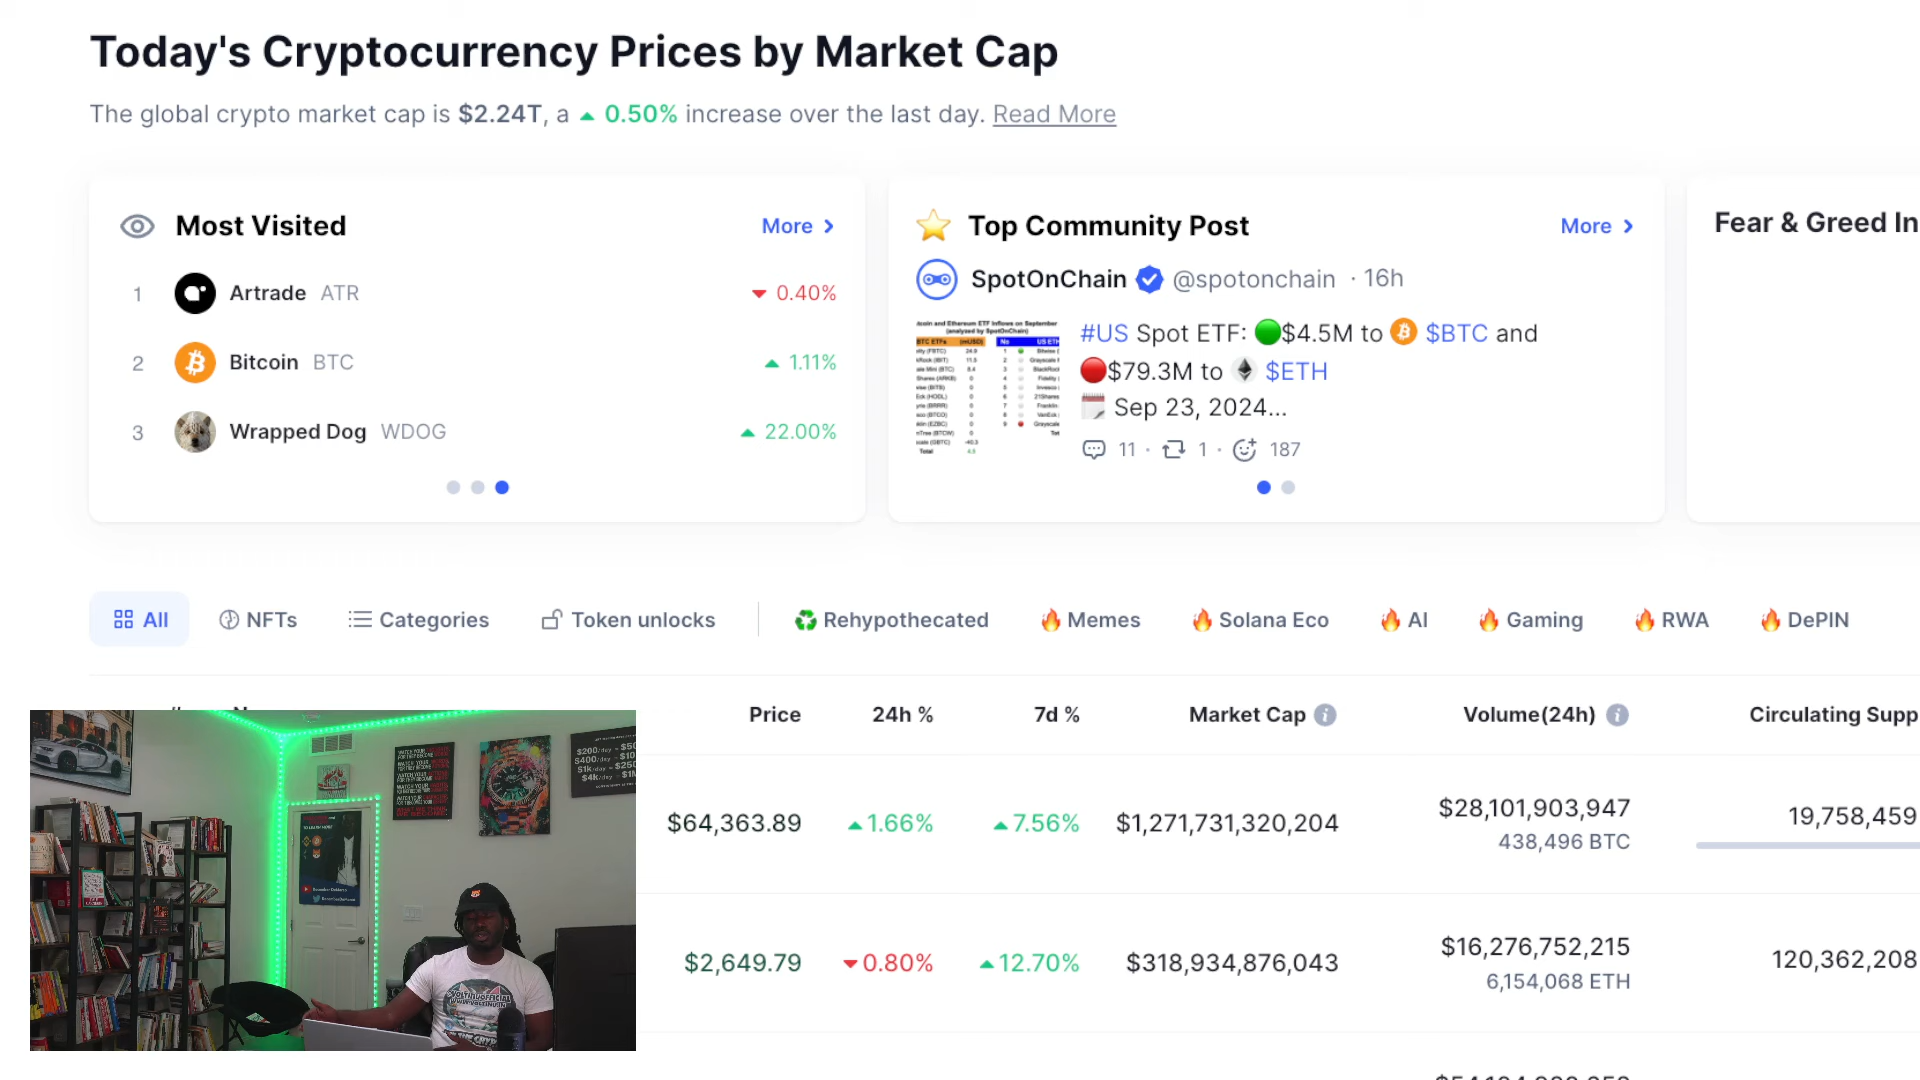 Today's Cryptocurrency Prices by Market Cap
The global crypto market cap is $2.24T, a 0.50% increase over the last day. Read More
Most Visited
More
1 Artrade ATR 0.40%
2 Bitcoin BTC 1.11%
3 Wrapped Dog WDOG 22.00%
Top Community Post
More
SpotOnChain @spotonchain · 16h
#US Spot ETF: $4.5M to $BTC and
$79.3M to $ETH
Sep 23, 2024...
11 · 1 · 187
Fear & Greed In
All NFTs Categories Token unlocks Rehypothecated Memes Solana Eco AI Gaming RWA DePIN
Price 24h % 7d % Market Cap Volume(24h) Circulating Supp
$64,363.89 1.66% 7.56% $1,271,731,320,204 $28,101,903,947 19,758,459
438,496 BTC
$2,649.79 0.80% 12.70% $318,934,876,043 $16,276,752,215 120,362,208
6,154,068 ETH